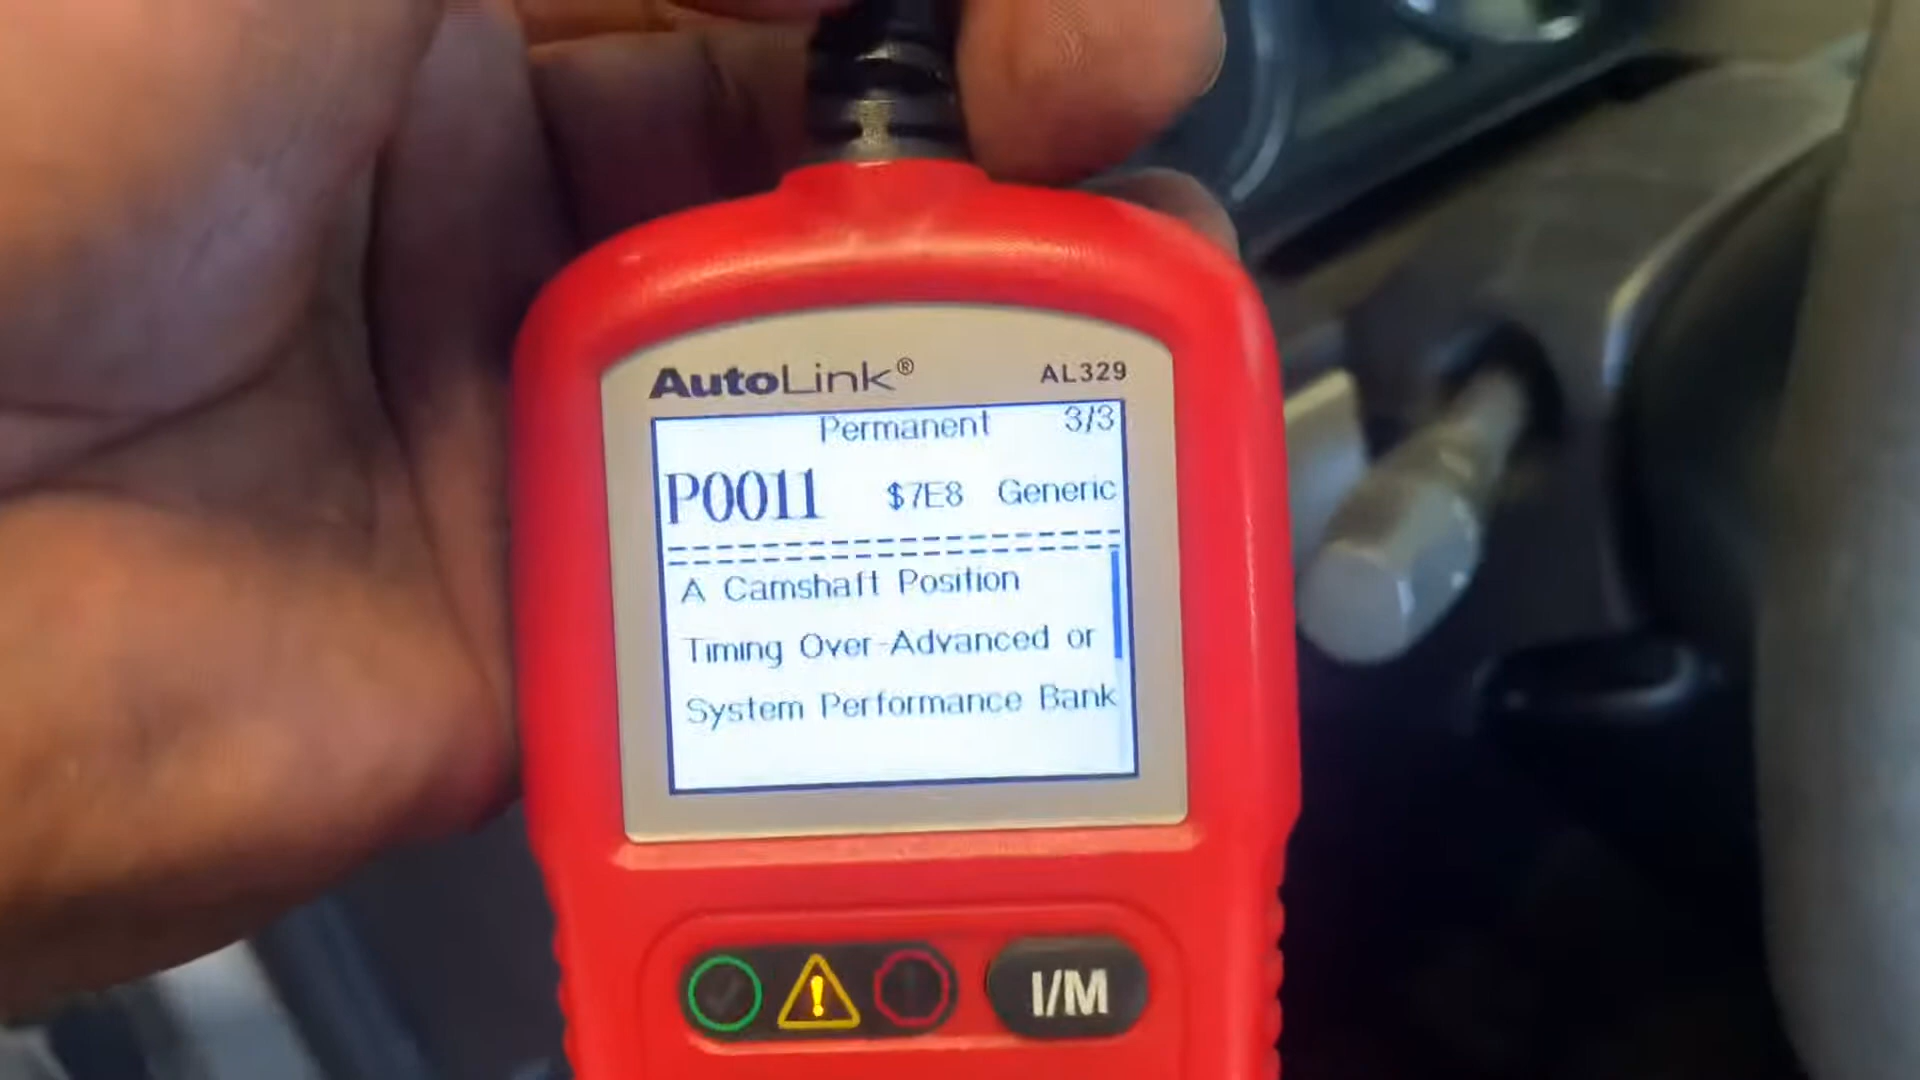 AutoLink® AL329
Permanent 3/3
P0011 $7E8 Generic
A Camshaft Position
Timing Over-Advanced or
System Performance Bank
I/M